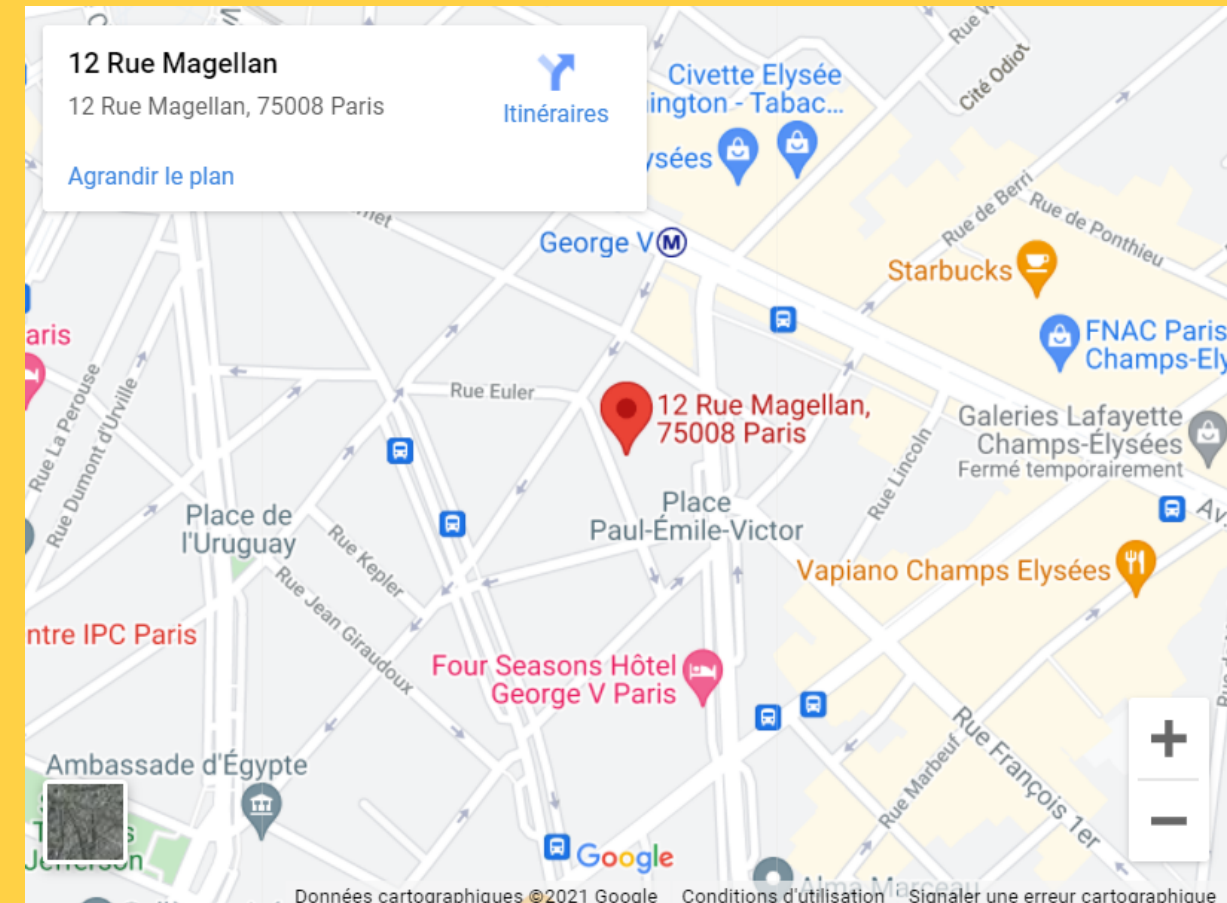 12 Rue Magellan
12 Rue Magellan, 75008 Paris
Itinéraires
Agrandir le plan
Civette Elysée
ington - Tabac...
ysées
Cité Odiot
Rue de Berri
Rue de Ponthieu
George V M
Starbucks
FNAC Paris
Champs-Ely
aris
Rue La Perouse
Rue Dumont d'Urville
Rue Euler
12 Rue Magellan,
75008 Paris
Galeries Lafayette
Champs-Élysées
Fermé temporairement
Rue Lincoln
Place de
l'Uruguay
Place
Paul-Émile-Victor
Av.
Rue Kepler
Vapiano Champs Elysées
Rue Jean Giraudoux
ntre IPC Paris
Four Seasons Hôtel
George V Paris
Rue François 1er
Rue Marbeuf
Ambassade d'Égypte
Google
Alma Marceau
Données cartographiques ©2021 Google
Conditions d'utilisation
Signaler une erreur cartographique